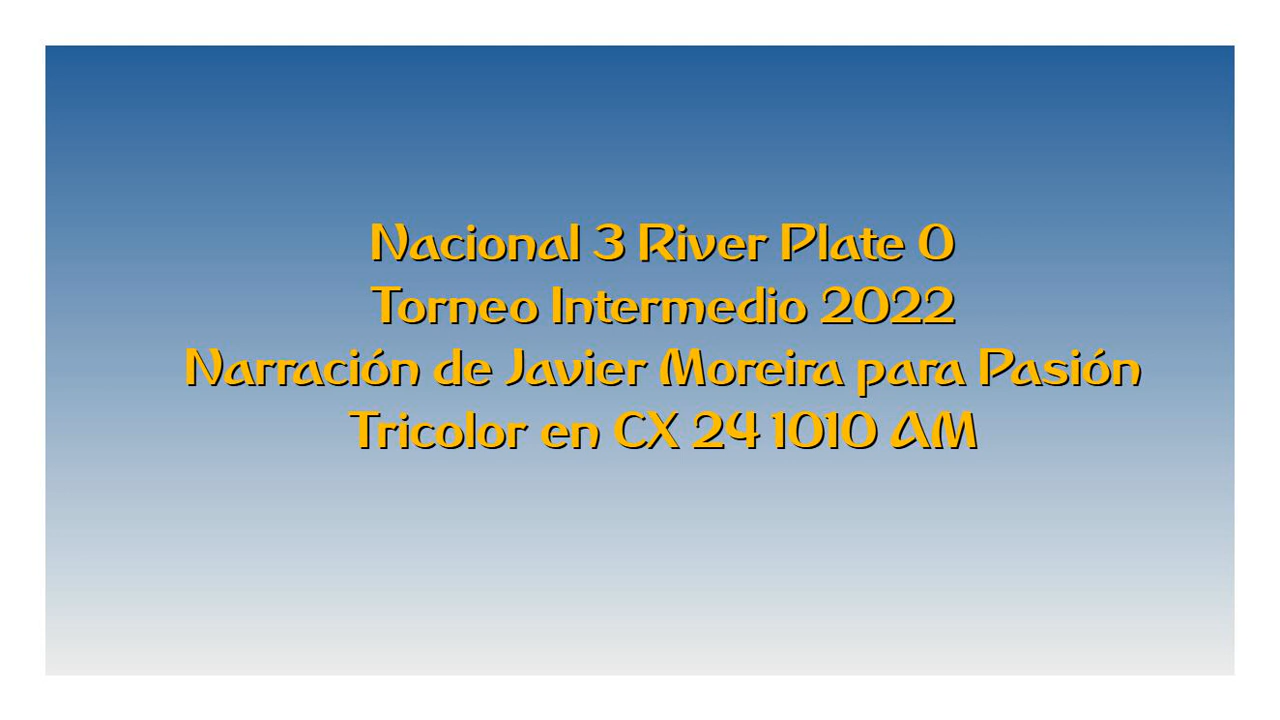 Nacional 3 River Plate 0
Torneo Intermedio 2022
Narración de Javier Moreira para Pasión
Tricolor en CX 24 1010 AM